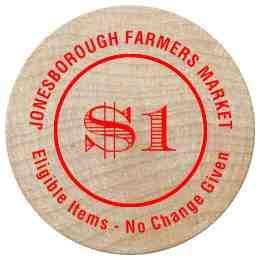 JONESBOROUGH FARMERS MARKET
$1
Eligible Items - No Change Given